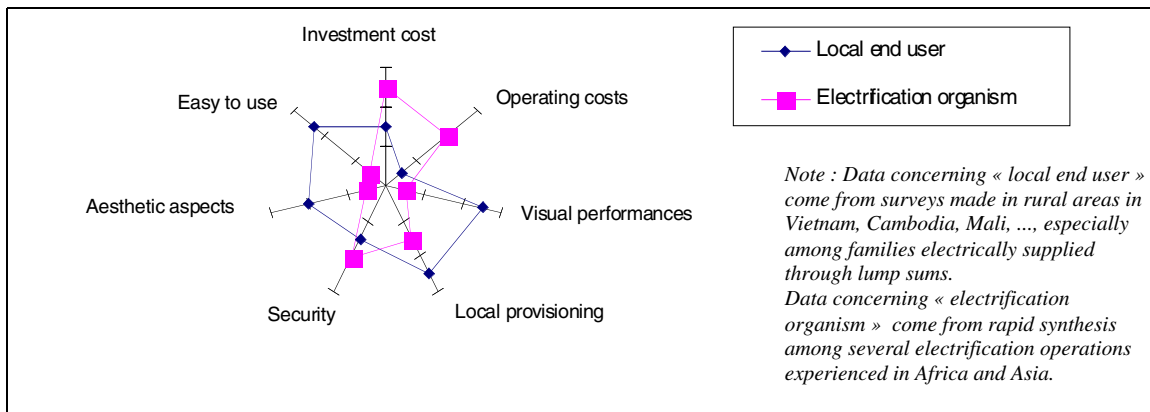 Investment cost
Operating costs
Visual performances
Local provisioning
Security
Aesthetic aspects
Easy to use
Local end user
Electrification organism
Note : Data concerning « local end user »
come from surveys made in rural areas in
Vietnam, Cambodia, Mali, ..., especially
among families electrically supplied
through lump sums.
Data concerning « electrification
organism » come from rapid synthesis
among several electrification operations
experienced in Africa and Asia.